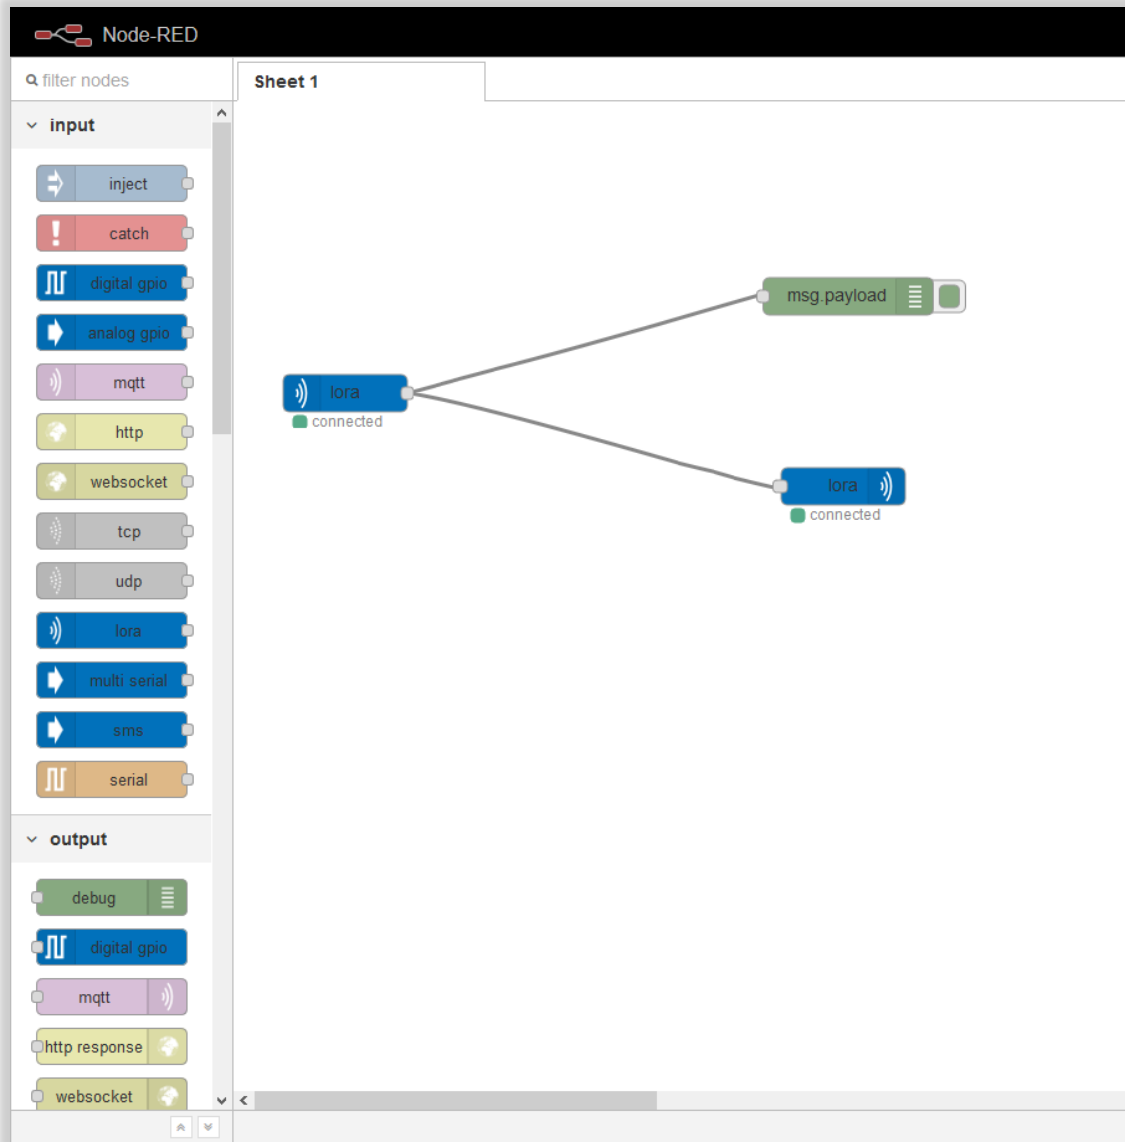 Node-RED
filter nodes
Sheet 1
input
inject
catch
digital gpio
analog gpio
mqtt
http
websocket
tcp
udp
lora
multi serial
sms
serial
output
debug
digital gpio
mqtt
http response
websocket
msg.payload
lora
connected
lora
connected